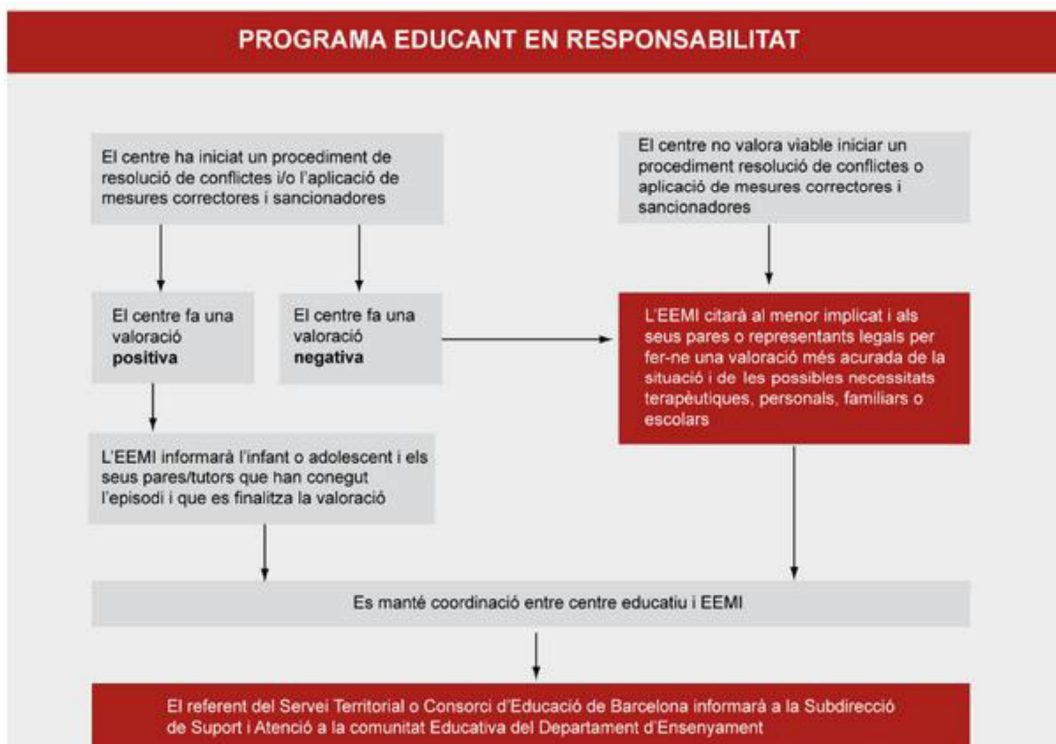 PROGRAMA EDUCANT EN RESPONSABILITAT
El centre ha iniciat un procediment de
resolució de conflictes i/o l'aplicació de
mesures correctores i sancionadores
El centre no valora viable iniciar un
procediment resolució de conflictes o
aplicació de mesures correctores i
sancionadores
El centre fa una
valoració
positiva
El centre fa una
valoració
negativa
L'EEMI citarà al menor implicat i als
seus pares o representants legals per
fer-ne una valoració més acurada de la
situació i de les possibles necessitats
terapèutiques, personals, familiars o
escolars
L'EEMI informarà l'infant o adolescent i els
seus pares/tutors que han conegut
l'episodi i que es finalitza la valoració
Es manté coordinació entre centre educatiu i EEMI
El referent del Servei Territorial o Consorci d'Educació de Barcelona informarà a la Subdirecció
de Suport i Atenció a la comunitat Educativa del Departament d'Ensenyament